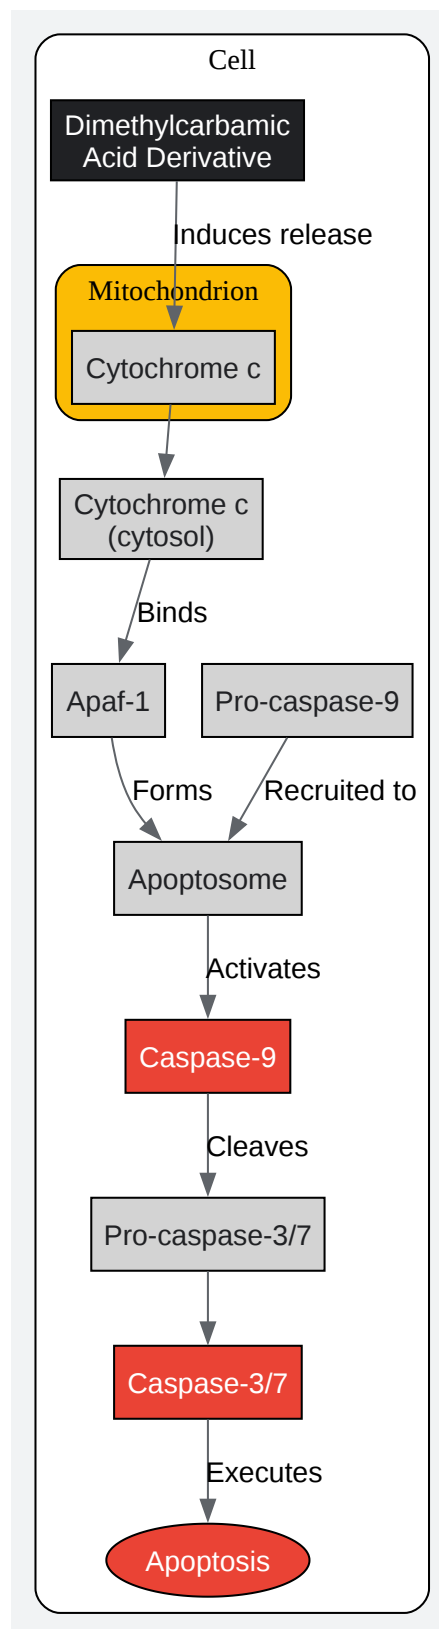 Cell
Dimethylcarbamic
Acid Derivative
Induces release
Mitochondrion
Cytochrome c
Cytochrome c
(cytosol)
Binds
Apaf-1
Pro-caspase-9
Forms
Recruited to
Apoptosome
Activates
Caspase-9
Cleaves
Pro-caspase-3/7
Caspase-3/7
Executes
Apoptosis